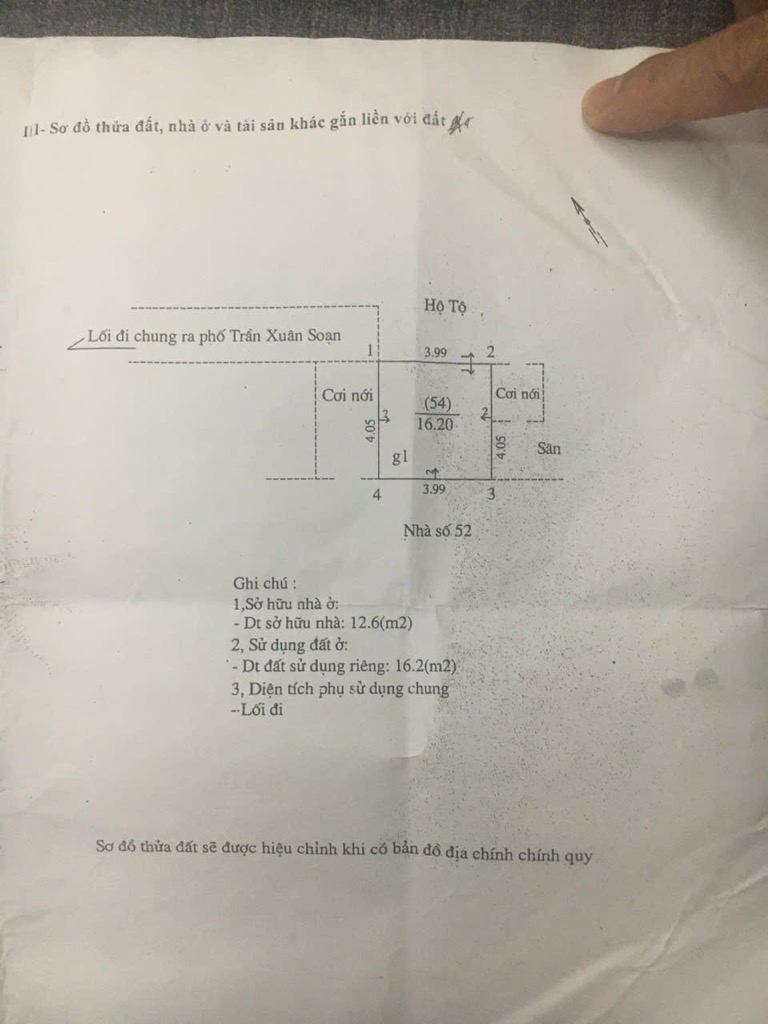 III- Sơ đồ thửa đất, nhà ở và tài sản khác gắn liền với đất
Hộ Tộ
Lối đi chung ra phố Trần Xuân Soạn
1
3.99
2
Cơi nới
(54)
16.20
Cơi nới
2
2
4.05
4.05
Sân
g1
2
4
3.99
3
Nhà số 52
Ghi chú :
1,Sở hữu nhà ở:
- Dt sở hữu nhà: 12.6(m2)
2, Sử dụng đất ở:
- Dt đất sử dụng riêng: 16.2(m2)
3, Diện tích phụ sử dụng chung
--Lối đi
Sơ đồ thửa đất sẽ được hiệu chỉnh khi có bản đồ địa chính chính quy